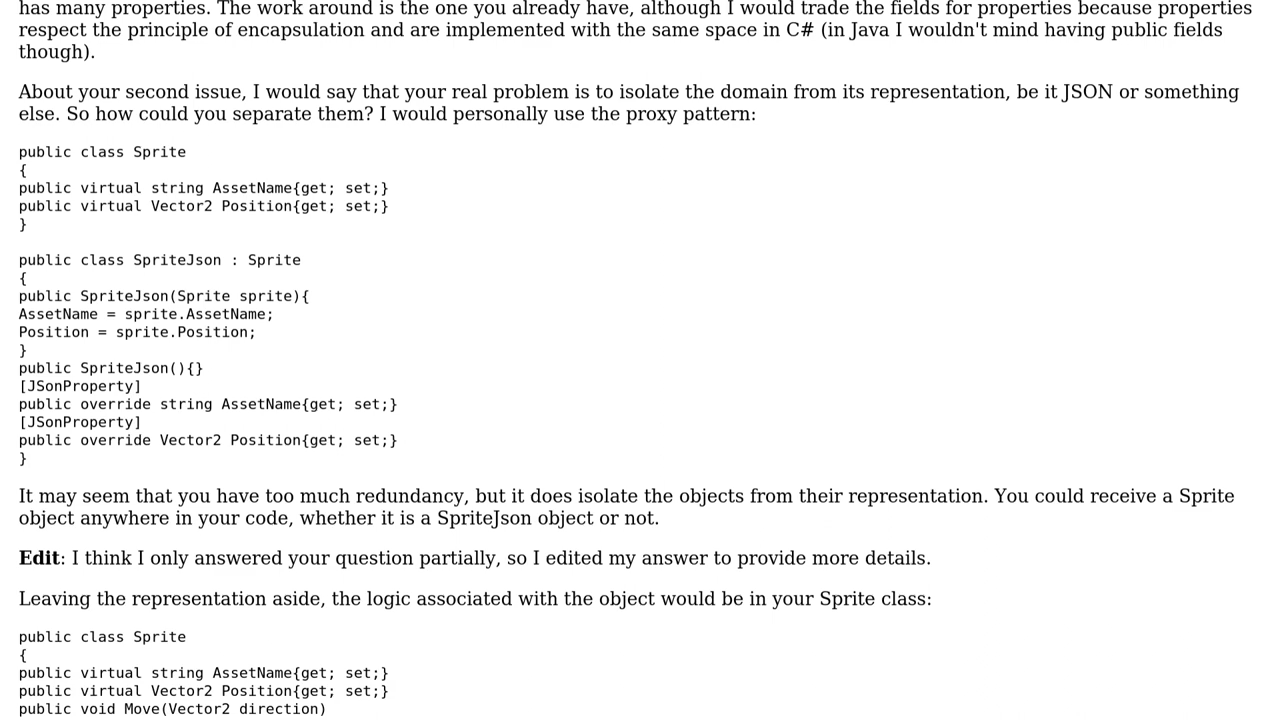 has many properties. The work around is the one you already have, although I would trade the fields for properties because properties
respect the principle of encapsulation and are implemented with the same space in C# (in Java I wouldn't mind having public fields
though).
About your second issue, I would say that your real problem is to isolate the domain from its representation, be it JSON or something
else. So how could you separate them? I would personally use the proxy pattern:
public class Sprite
{
public virtual string AssetName{get; set;}
public virtual Vector2 Position{get; set;}
}
public class SpriteJson : Sprite
{
public SpriteJson(Sprite sprite){
AssetName = sprite.AssetName;
Position = sprite.Position;
}
public SpriteJson(){}
[JSonProperty]
public override string AssetName{get; set;}
[JSonProperty]
public override Vector2 Position{get; set;}
}
It may seem that you have too much redundancy, but it does isolate the objects from their representation. You could receive a Sprite
object anywhere in your code, whether it is a SpriteJson object or not.
Edit: I think I only answered your question partially, so I edited my answer to provide more details.
Leaving the representation aside, the logic associated with the object would be in your Sprite class:
public class Sprite
{
public virtual string AssetName{get; set;}
public virtual Vector2 Position{get; set;}
public void Move(Vector2 direction)